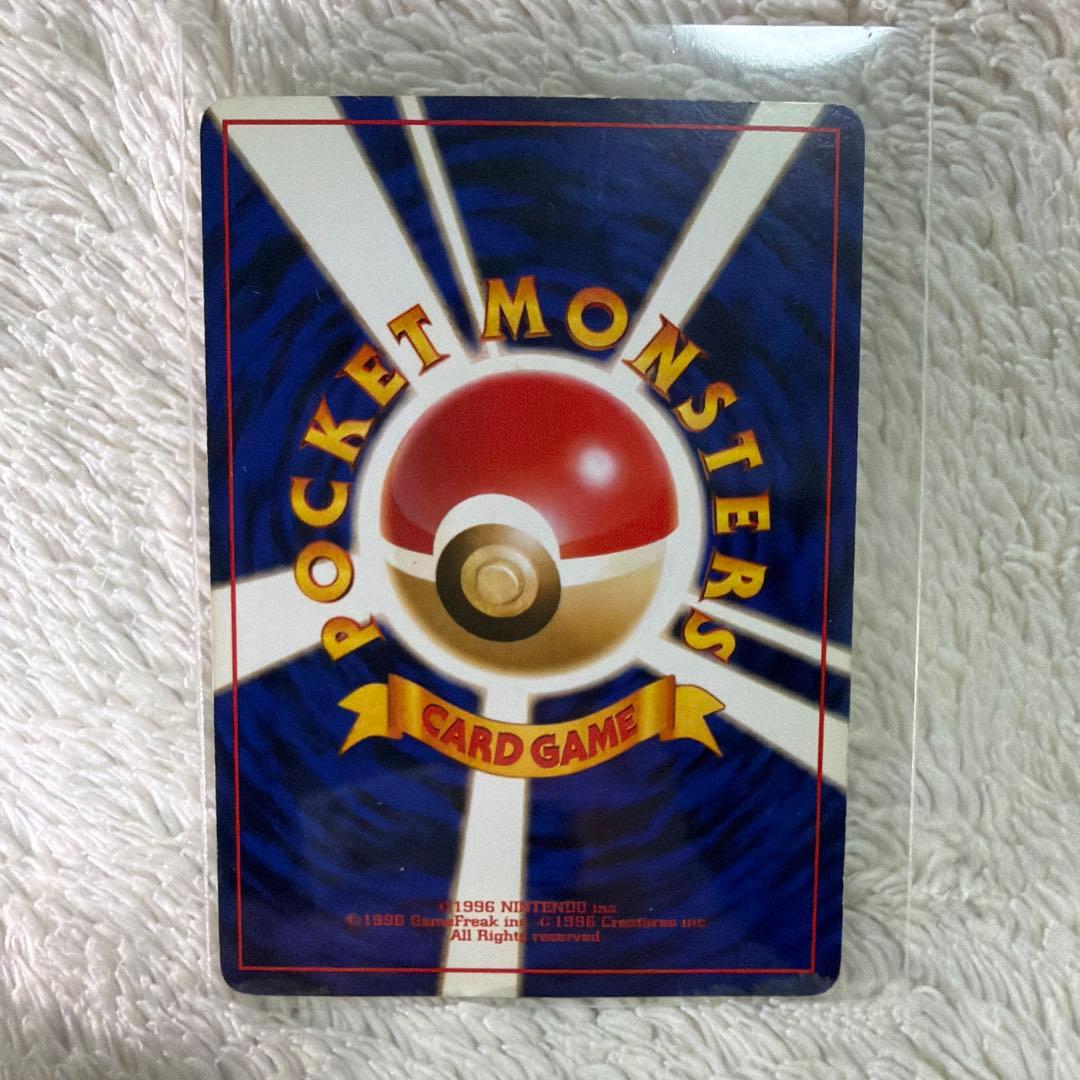 POCKET MONSTERS
CARD GAME
©1996 NINTENDO inc.
©1996 GameFreak inc. ©1996 Creatures inc.
All Rights reserved